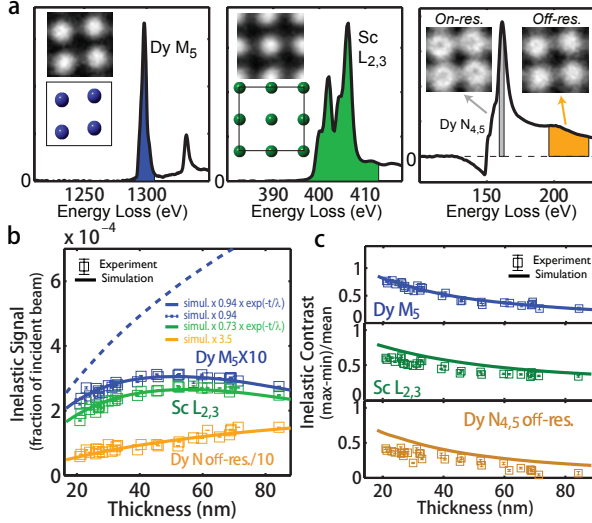 a
Dy M5
0
1250 1300
Energy Loss (eV)
Sc
L2,3
0
390 400 410
Energy Loss (eV)
On-res. Off-res.
Dy N4,5
0
150 200
Energy Loss (eV)
b
x 10^-4
Inelastic Signal
(fraction of incident beam)
6
4
2
0
Experiment
Simulation
simul. x 0.94 x exp(-t/λ)
simul. x 0.94
simul. x 0.73 x exp(-t/λ)
simul. x 3.5
Dy M5X10
Sc L2,3
Dy N off-res./10
20 40 60 80
Thickness (nm)
c
Inelastic Contrast
(max-min)/mean
Experiment
Simulation
1
0.5
0
Dy M5
1
0.5
0
Sc L2,3
1
0.5
0
Dy N4,5 off-res.
20 40 60 80
Thickness (nm)